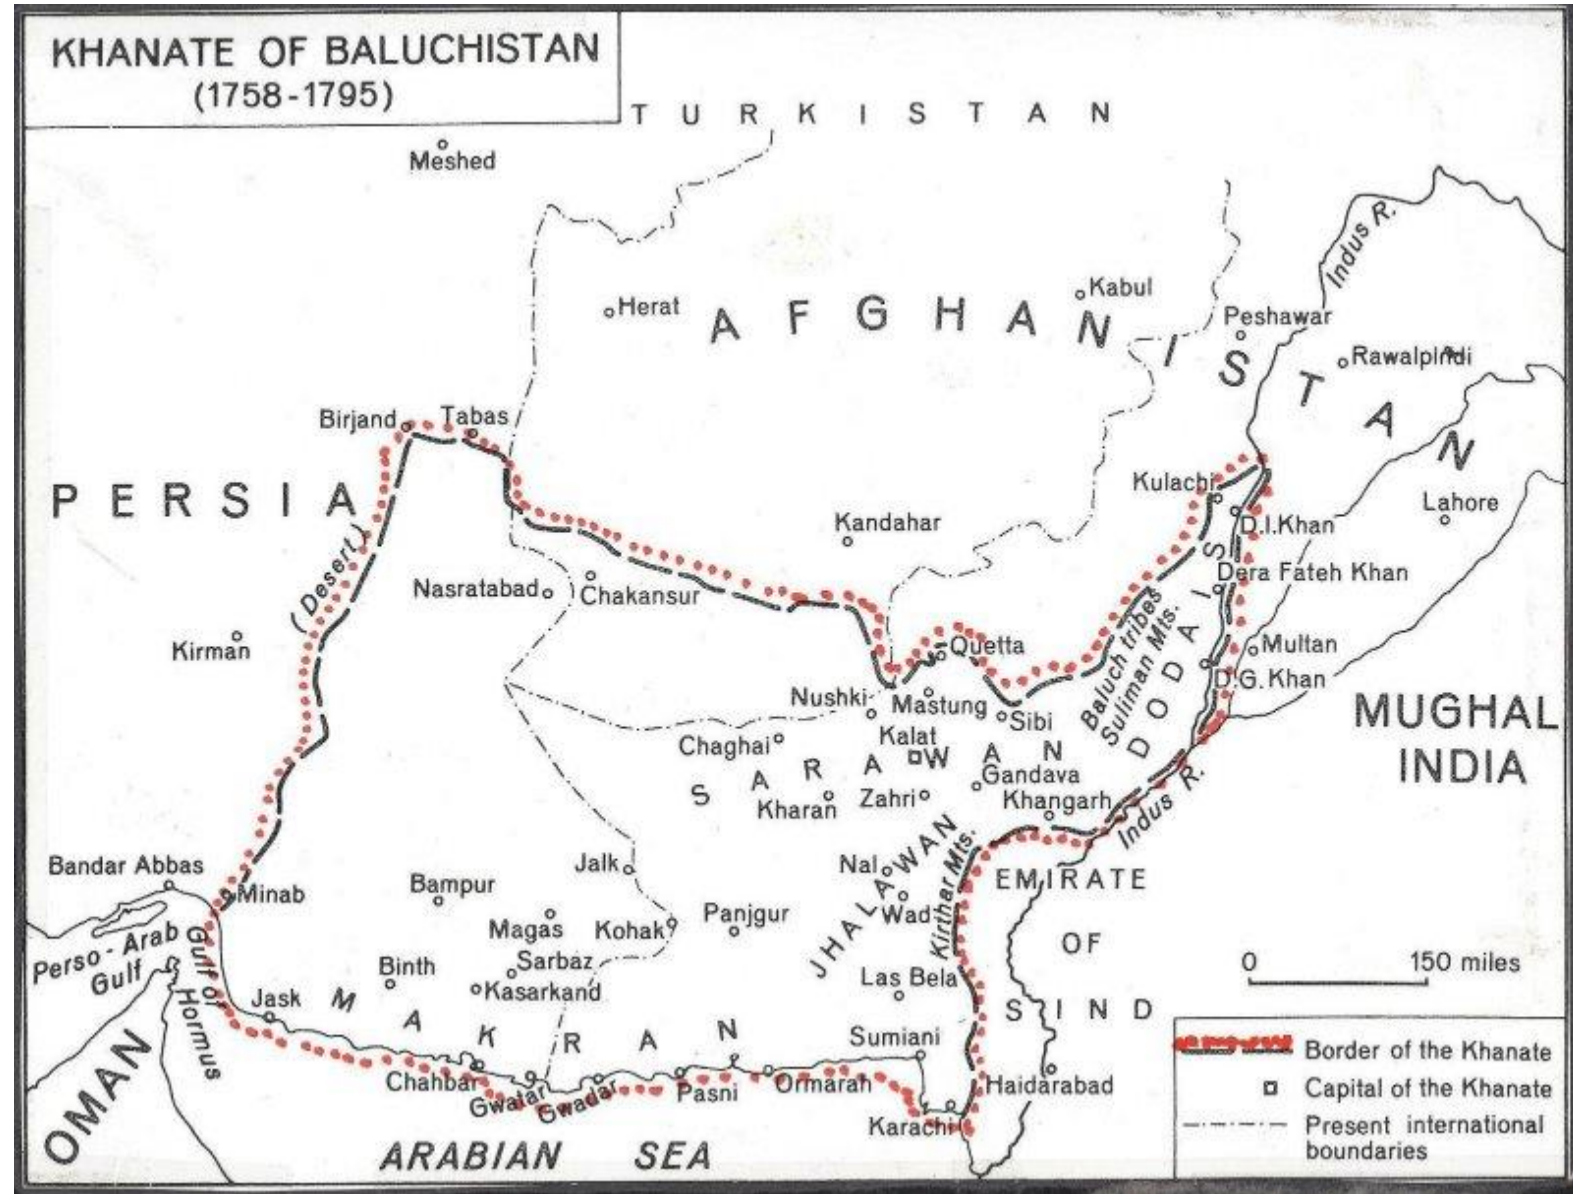 KHANATE OF BALUCHISTAN
(1758-1795)
TURKISTAN
Meshed
Indus R.
Herat
Kabul
AFGHANISTAN
Peshawar
Rawalpindi
Birjand
Tabas
PERSIA
Kulachi
Lahore
Kandahar
D.I.Khan
(Desert)
Nasratabad
Chakansur
Dera Fateh Khan
Baluch tribes
Suliman Mts.
DODAIS
Kirman
Quetta
Multan
D.G. Khan
Nushki
Mastung
Sibi
MUGHAL
INDIA
Chaghai
Kalat
SARAWAN
Gandava
Kharan
Zahri
Khangarh
Indus R.
Bandar Abbas
Minab
Bampur
Jalk
Nal
JHALAWAN
Kirthar Mts.
EMIRATE
OF
SIND
Wad
Magas
Kohak
Panjgur
Perso-Arab
Gulf
Gulf of
Hormus
Binth
Sarbaz
Kasarkand
Las Bela
0 150 miles
Jask
MAKRAN
Sumiani
Chahbar
Gwatar
Gwadar
Pasni
Ormarah
Haidarabad
Karachi
OMAN
ARABIAN SEA
Border of the Khanate
Capital of the Khanate
Present international
boundaries